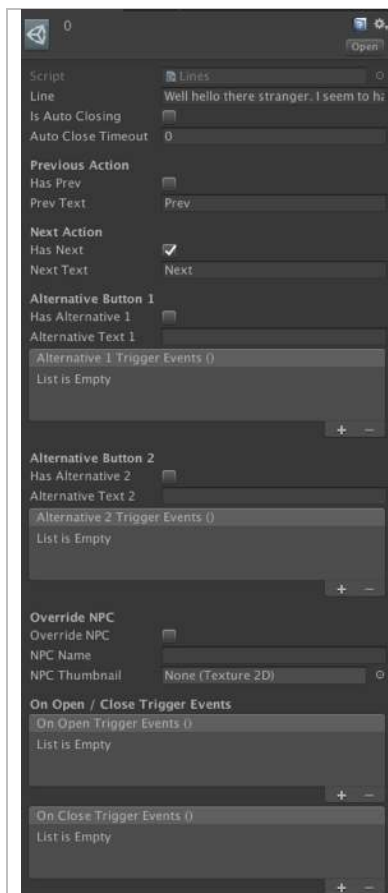 0
Open
Script Lines
Line Well hello there stranger. I seem to ha
Is Auto Closing
Auto Close Timeout 0
Previous Action
Has Prev
Prev Text Prev
Next Action
Has Next
Next Text Next
Alternative Button 1
Has Alternative 1
Alternative Text 1
Alternative 1 Trigger Events ()
List is Empty
+ −
Alternative Button 2
Has Alternative 2
Alternative Text 2
Alternative 2 Trigger Events ()
List is Empty
+ −
Override NPC
Override NPC
NPC Name
NPC Thumbnail None (Texture 2D)
On Open / Close Trigger Events
On Open Trigger Events ()
List is Empty
+ −
On Close Trigger Events ()
List is Empty
+ −